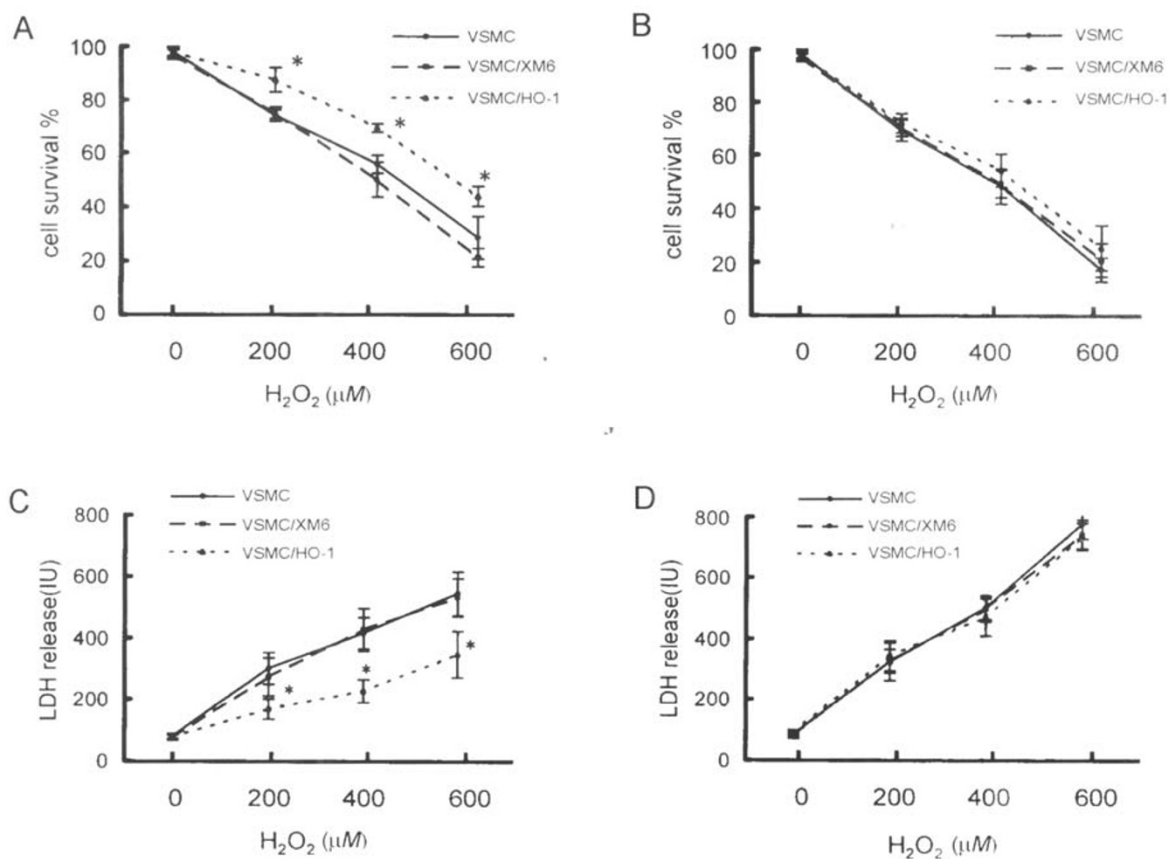 A
VSMC
VSMC/XM6
VSMC/HO-1
100
80
60
40
20
0
cell survival %
*
*
*
0 200 400 600
H₂O₂ (μM)
B
VSMC
VSMC/XM6
VSMC/HO-1
100
80
60
40
20
0
cell survival %
0 200 400 600
H₂O₂ (μM)
C
VSMC
VSMC/XM6
VSMC/HO-1
800
600
400
200
0
LDH release(IU)
*
*
*
0 200 400 600
H₂O₂ (μM)
D
VSMC
VSMC/XM6
VSMC/HO-1
800
600
400
200
0
LDH release(IU)
0 200 400 600
H₂O₂ (μM)